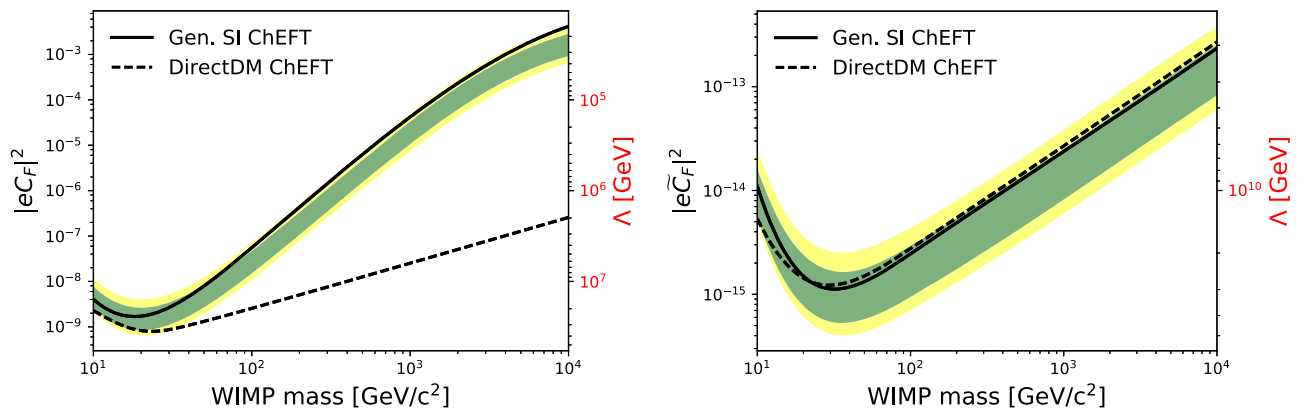 Gen. SI ChEFT
DirectDM ChEFT
|eC_F|^2
10^-3
10^-4
10^-5
10^-6
10^-7
10^-8
10^-9
10^1
10^2
10^3
10^4
WIMP mass [GeV/c^2]
10^5
10^6
10^7
Λ [GeV]
Gen. SI ChEFT
DirectDM ChEFT
|eC̃_F|^2
10^-13
10^-14
10^-15
10^1
10^2
10^3
10^4
WIMP mass [GeV/c^2]
10^10
Λ [GeV]